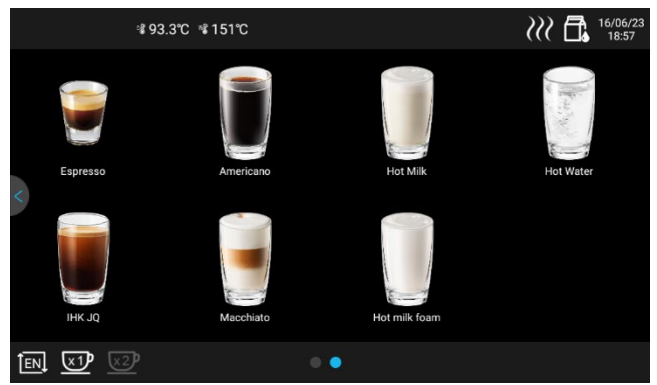 93.3℃ 151℃
16/06/23
18:57
Espresso
Americano
Hot Milk
Hot Water
IHK JQ
Macchiato
Hot milk foam
EN x1 x2